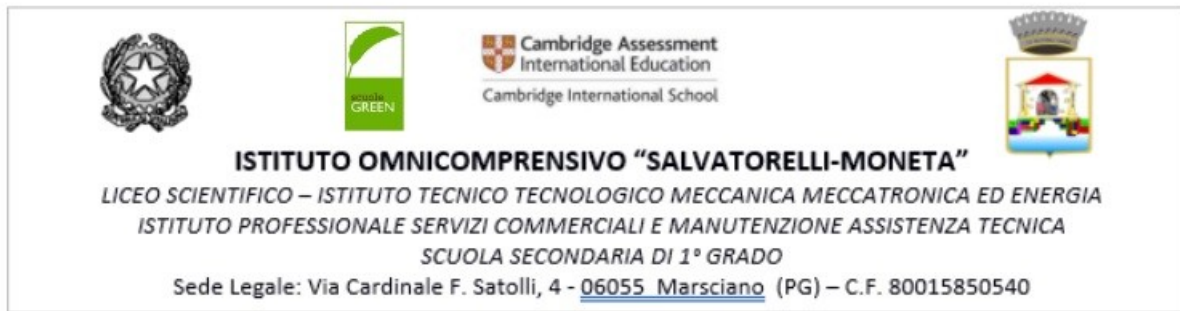 scuola
GREEN
Cambridge Assessment
International Education
Cambridge International School
ISTITUTO OMNICOMPRENSIVO “SALVATORELLI-MONETA”
LICEO SCIENTIFICO – ISTITUTO TECNICO TECNOLOGICO MECCANICA MECCATRONICA ED ENERGIA
ISTITUTO PROFESSIONALE SERVIZI COMMERCIALI E MANUTENZIONE ASSISTENZA TECNICA
SCUOLA SECONDARIA DI 1° GRADO
Sede Legale: Via Cardinale F. Satolli, 4 - 06055 Marsciano (PG) – C.F. 80015850540